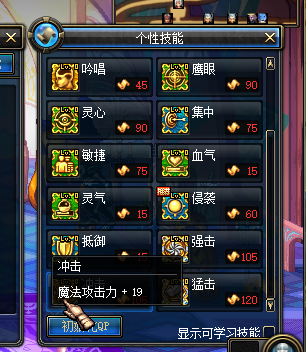 个性技能
吟唱 45
鹰眼 90
灵心 90
集中 75
敏捷 75
血气 15
灵气 15
侵袭 60
抵御
强击 105
冲击
猛击 120
魔法攻击力 + 19
初 QP
显示可学习技能